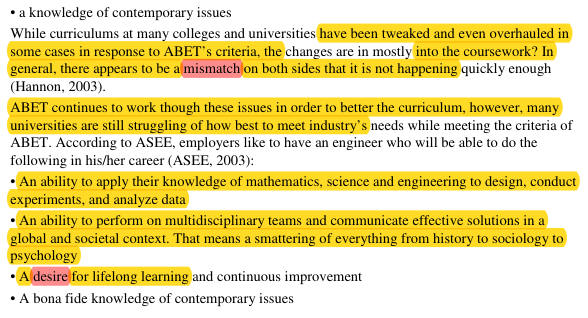 • a knowledge of contemporary issues
While curriculums at many colleges and universities have been tweaked and even overhauled in
some cases in response to ABET's criteria, the changes are in mostly into the coursework? In
general, there appears to be a mismatch on both sides that it is not happening quickly enough
(Hannon, 2003).
ABET continues to work though these issues in order to better the curriculum, however, many
universities are still struggling of how best to meet industry's needs while meeting the criteria of
ABET. According to ASEE, employers like to have an engineer who will be able to do the
following in his/her career (ASEE, 2003):
• An ability to apply their knowledge of mathematics, science and engineering to design, conduct
experiments, and analyze data
• An ability to perform on multidisciplinary teams and communicate effective solutions in a
global and societal context. That means a smattering of everything from history to sociology to
psychology
• A desire for lifelong learning and continuous improvement
• A bona fide knowledge of contemporary issues